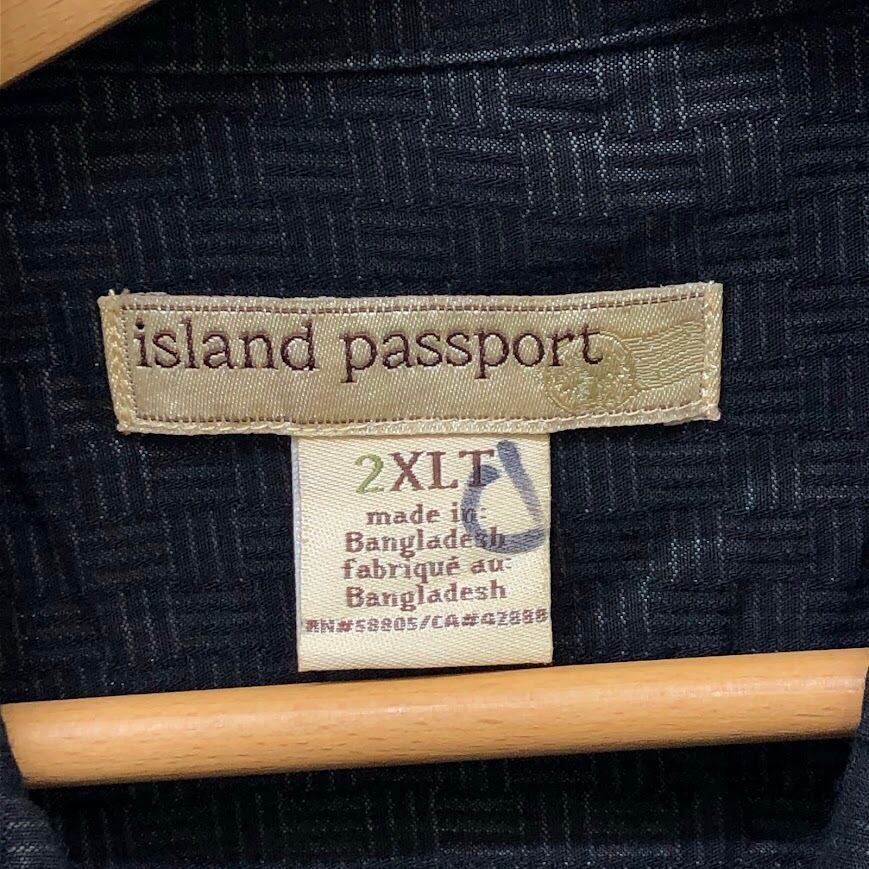 island passport
2XLT
made in:
Bangladesh
fabriqué au:
Bangladesh
RN#58805/CA#42888